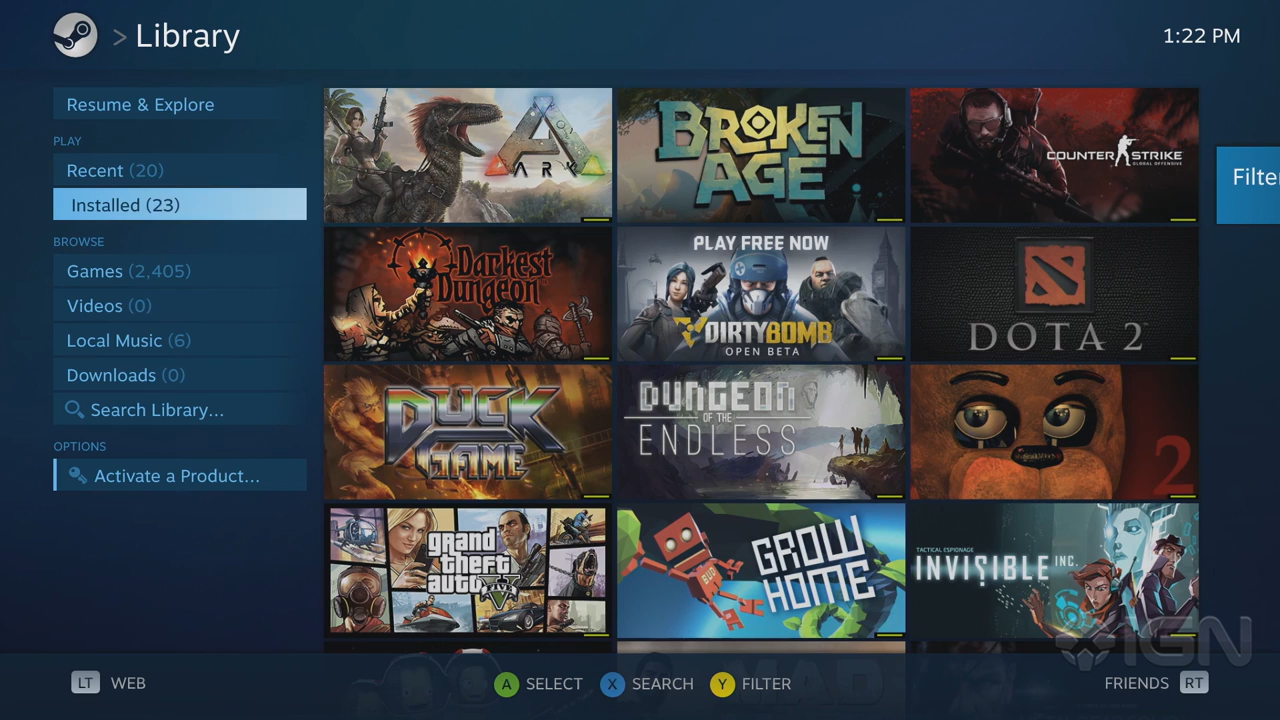 > Library
1:22 PM
Resume & Explore
PLAY
Recent (20)
Installed (23)
BROWSE
Games (2,405)
Videos (0)
Local Music (6)
Downloads (0)
Search Library...
OPTIONS
Activate a Product...
ARK
BROKEN
AGE
COUNTER STRIKE
GLOBAL OFFENSIVE
Filte
Darkest
Dungeon
PLAY FREE NOW
DIRTYBOMB
OPEN BETA
DOTA 2
DUCK
GAME
DUNGEON
OF THE
ENDLESS
2
grand
theft
auto
V
GROW
HOME
TACTICAL ESPIONAGE
INVISIBLE INC.
IGN
LT WEB
A SELECT X SEARCH Y FILTER
FRIENDS RT